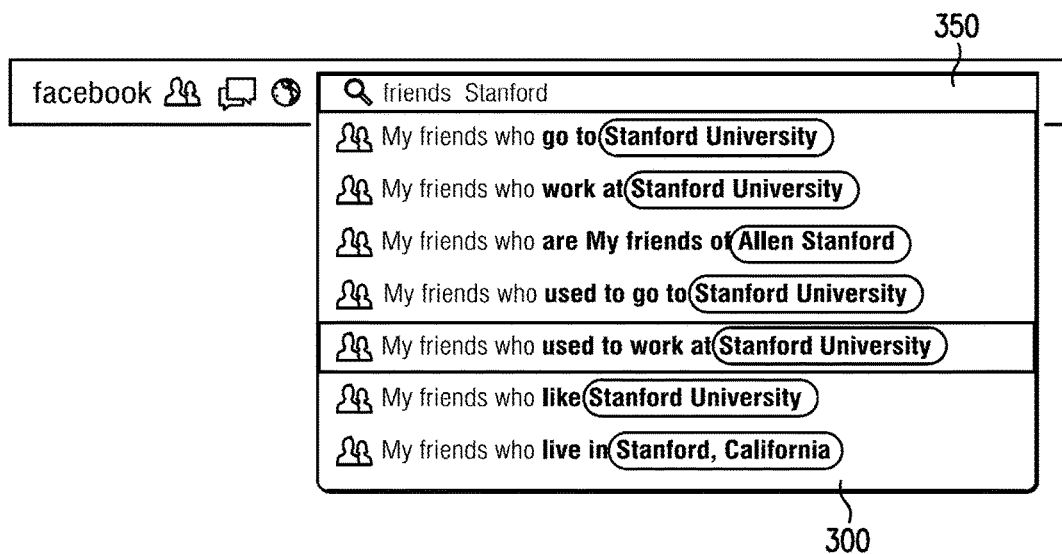 350
facebook
friends Stanford
My friends who go to Stanford University
My friends who work at Stanford University
My friends who are My friends of Allen Stanford
My friends who used to go to Stanford University
My friends who used to work at Stanford University
My friends who like Stanford University
My friends who live in Stanford, California
300